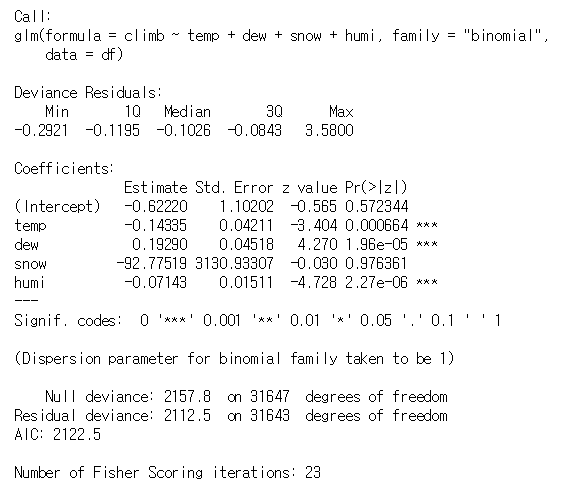 Call:
glm(formula = climb ~ temp + dew + snow + humi, family = "binomial",
    data = df)
Deviance Residuals:
    Min      1Q  Median      3Q     Max
-0.2921 -0.1195 -0.1026 -0.0843  3.5800
Coefficients:
              Estimate Std. Error z value Pr(>|z|)
(Intercept)   -0.62220    1.10202  -0.565 0.572344
temp          -0.14335    0.04211  -3.404 0.000664 ***
dew            0.19290    0.04518   4.270 1.96e-05 ***
snow         -92.77519 3130.93307  -0.030 0.976361
humi          -0.07143    0.01511  -4.728 2.27e-06 ***
---
Signif. codes:  0 '***' 0.001 '**' 0.01 '*' 0.05 '.' 0.1 ' ' 1
(Dispersion parameter for binomial family taken to be 1)
    Null deviance: 2157.8  on 31647  degrees of freedom
Residual deviance: 2112.5  on 31643  degrees of freedom
AIC: 2122.5
Number of Fisher Scoring iterations: 23